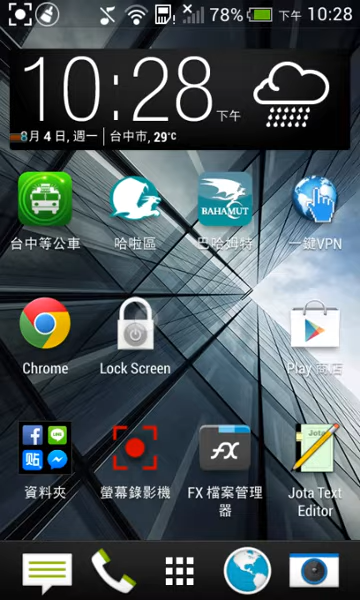 78% 下午 10:28
10:28 下午
8月 4 日, 週一 台中市, 29°C
台中等公車 哈啦區 巴哈姆特 一鍵VPN
BAHAMUT
Chrome Lock Screen Play 商店
資料夾 螢幕錄影機 FX 檔案管理器 Jota Text Editor
LINE
貼
FX
Jota